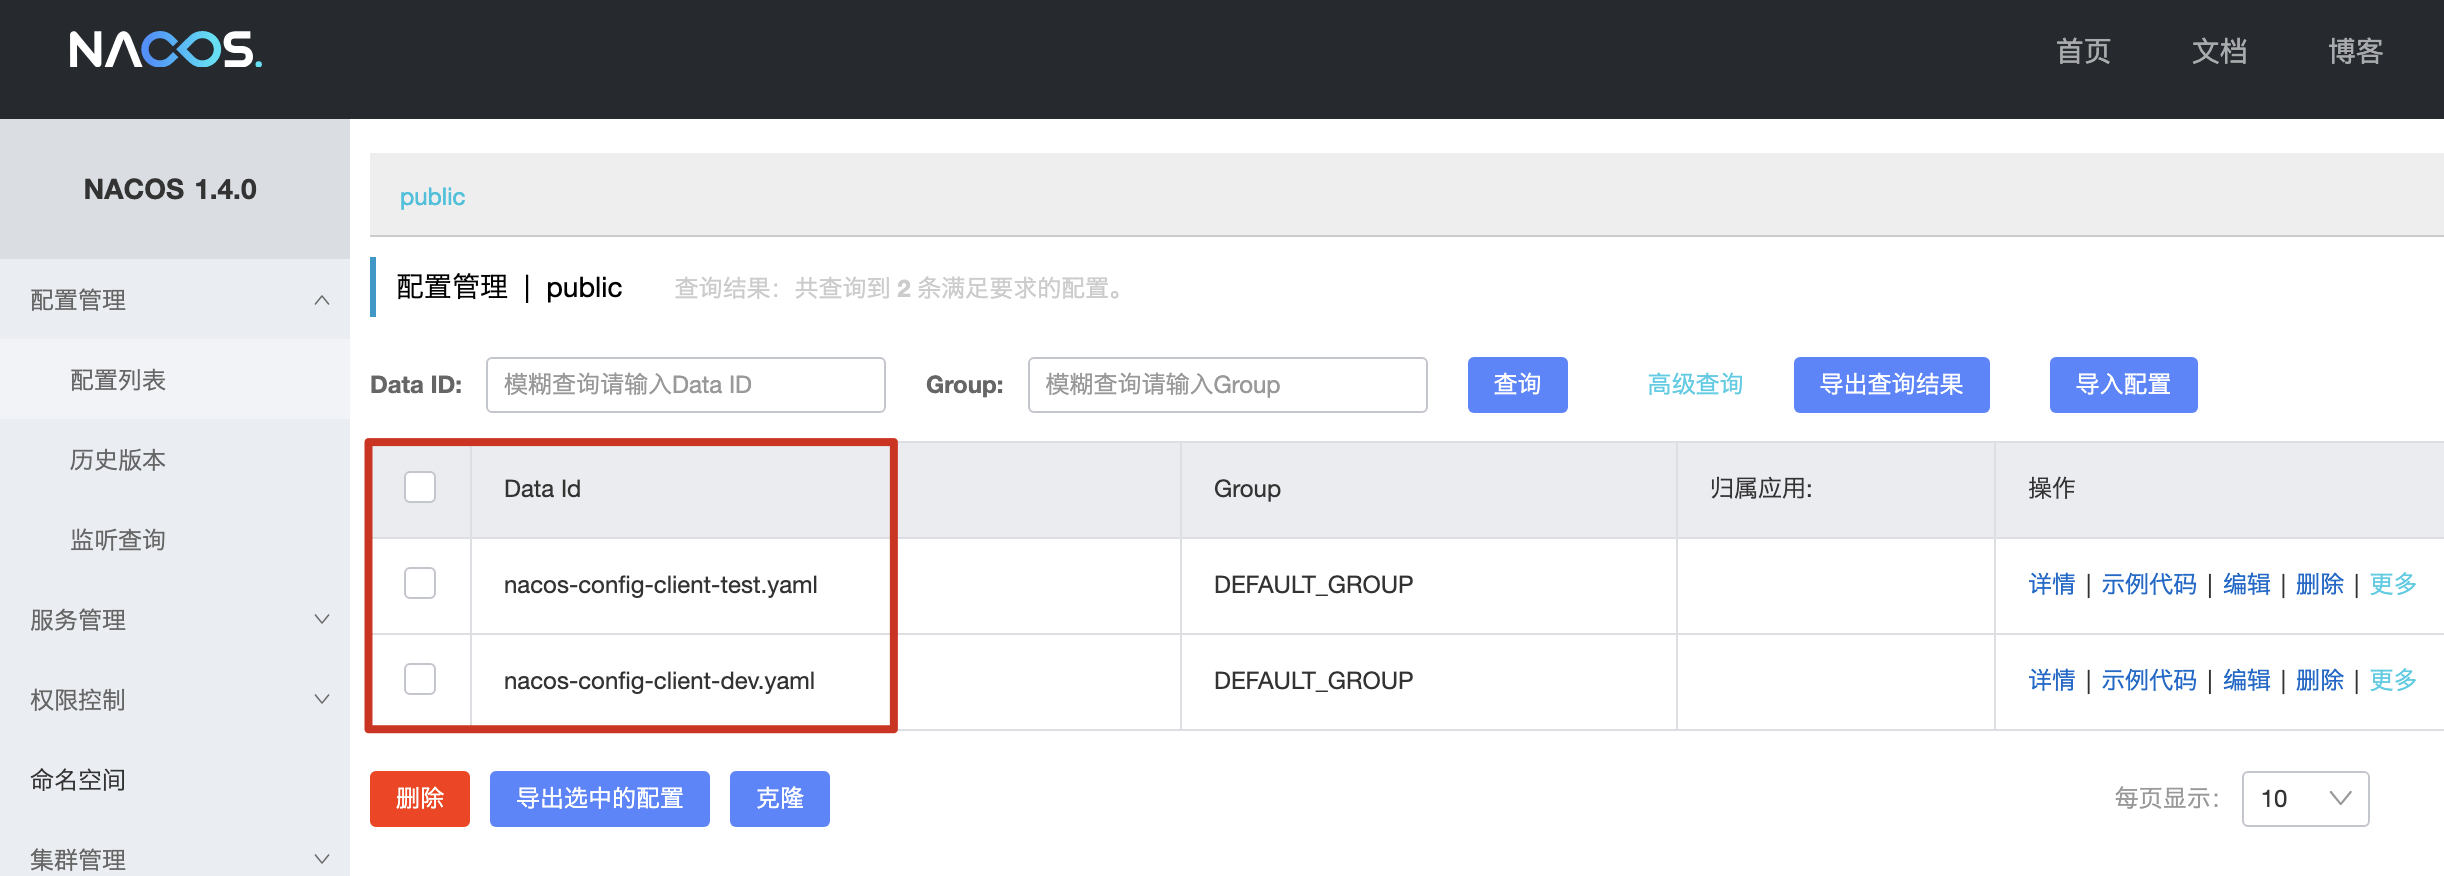 NACOS.
首页 文档 博客
NACOS 1.4.0
配置管理
配置列表
历史版本
监听查询
服务管理
权限控制
命名空间
集群管理
public
配置管理 | public 查询结果：共查询到 2 条满足要求的配置。
Data ID: 模糊查询请输入Data ID Group: 模糊查询请输入Group 查询 高级查询 导出查询结果 导入配置
Data Id Group 归属应用: 操作
nacos-config-client-test.yaml DEFAULT_GROUP 详情 | 示例代码 | 编辑 | 删除 | 更多
nacos-config-client-dev.yaml DEFAULT_GROUP 详情 | 示例代码 | 编辑 | 删除 | 更多
删除 导出选中的配置 克隆 每页显示： 10